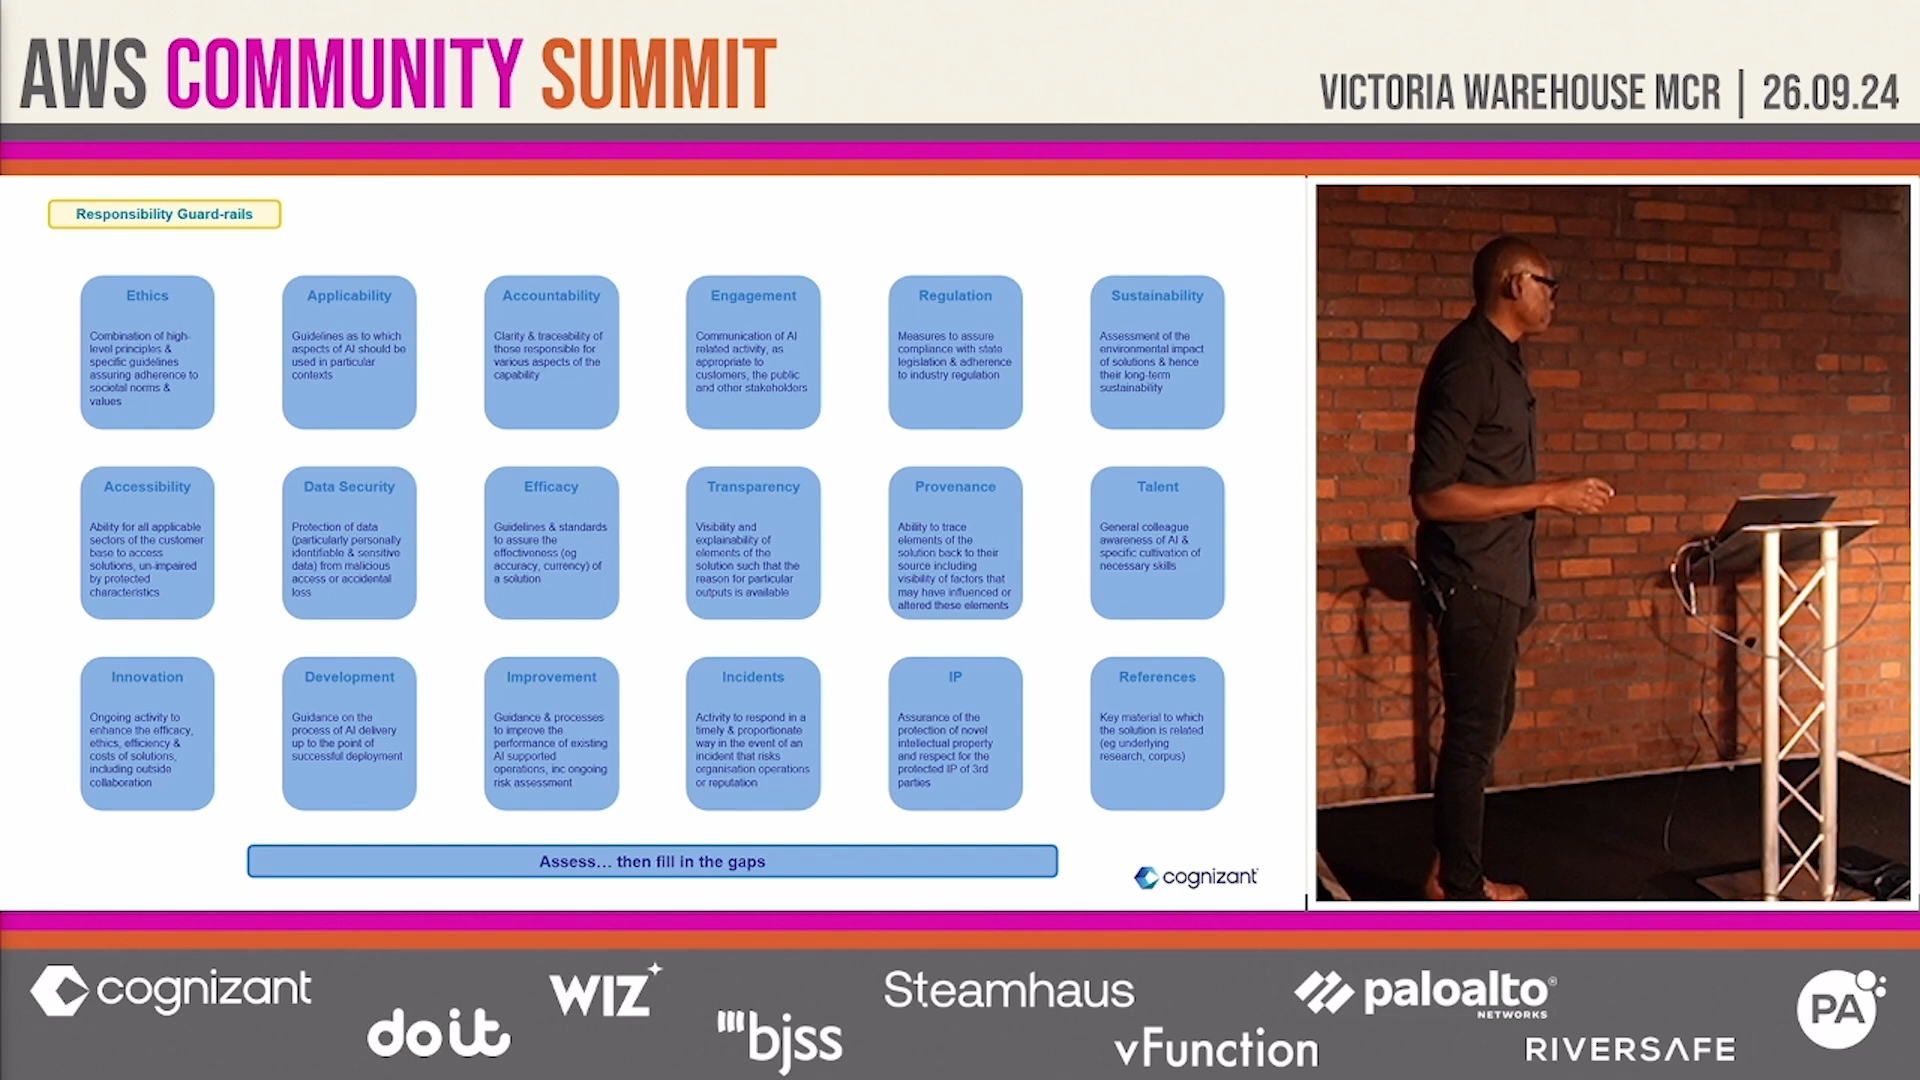 AWS COMMUNITY SUMMIT
VICTORIA WAREHOUSE MCR | 26.09.24
Responsibility Guard-rails
Ethics
Combination of high-
level principles &
specific guidelines
assuring adherence to
societal norms &
values
Applicability
Guidelines as to which
aspects of AI should be
used in particular
contexts
Accountability
Clarity & traceability of
those responsible for
various aspects of the
capability
Engagement
Communication of AI
related activity, as
appropriate to
customers, the public
and other stakeholders
Regulation
Measures to assure
compliance with state
legislation & adherence
to industry regulation
Sustainability
Assessment of the
environmental impact
of solutions & hence
their long-term
sustainability
Accessibility
Ability for all applicable
sectors of the customer
base to access
solutions, un-impaired
by protected
characteristics
Data Security
Protection of data
(particularly personally
identifiable & sensitive
data) from malicious
access or accidental
loss
Efficacy
Guidelines & standards
to assure the
effectiveness (eg
accuracy, currency) of
a solution
Transparency
Visibility and
explainability of
elements of the
solution such that the
reason for particular
outputs is available
Provenance
Ability to trace
elements of the
solution back to their
source including
visibility of factors that
may have influenced or
altered these elements
Talent
General colleague
awareness of AI &
specific cultivation of
necessary skills
Innovation
Ongoing activity to
enhance the efficacy,
ethics, efficiency &
costs of solutions,
including outside
collaboration
Development
Guidance on the
process of AI delivery
up to the point of
successful deployment
Improvement
Guidance & processes
to improve the
performance of existing
AI supported
operations, inc ongoing
risk assessment
Incidents
Activity to respond in a
timely & proportionate
way in the event of an
incident that risks
organisation operations
or reputation
IP
Assurance of the
protection of novel
intellectual property
and respect for the
protected IP of 3rd
parties
References
Key material to which
the solution is related
(eg underlying
research, corpus)
Assess… then fill in the gaps
cognizant
cognizant
doit
WIZ
bjss
Steamhaus
vFunction
paloalto®
NETWORKS
RIVERSAFE
PA